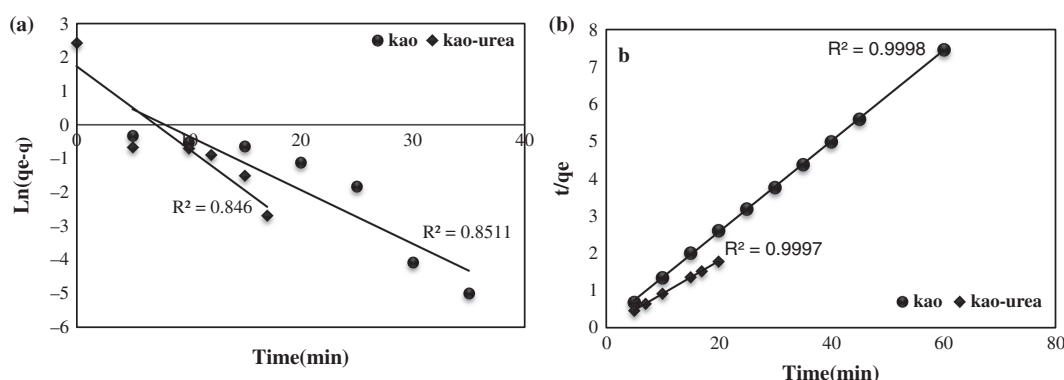 (a)
3
2
1
0
–1
–2
–3
–4
–5
–6
Ln(qe-q)
kao kao-urea
0 10 20 30 40
R² = 0.846
R² = 0.8511
Time(min)
(b)
8
7
6
5
4
3
2
1
0
t/qe
b
R² = 0.9998
R² = 0.9997
kao kao-urea
0 20 40 60 80
Time(min)